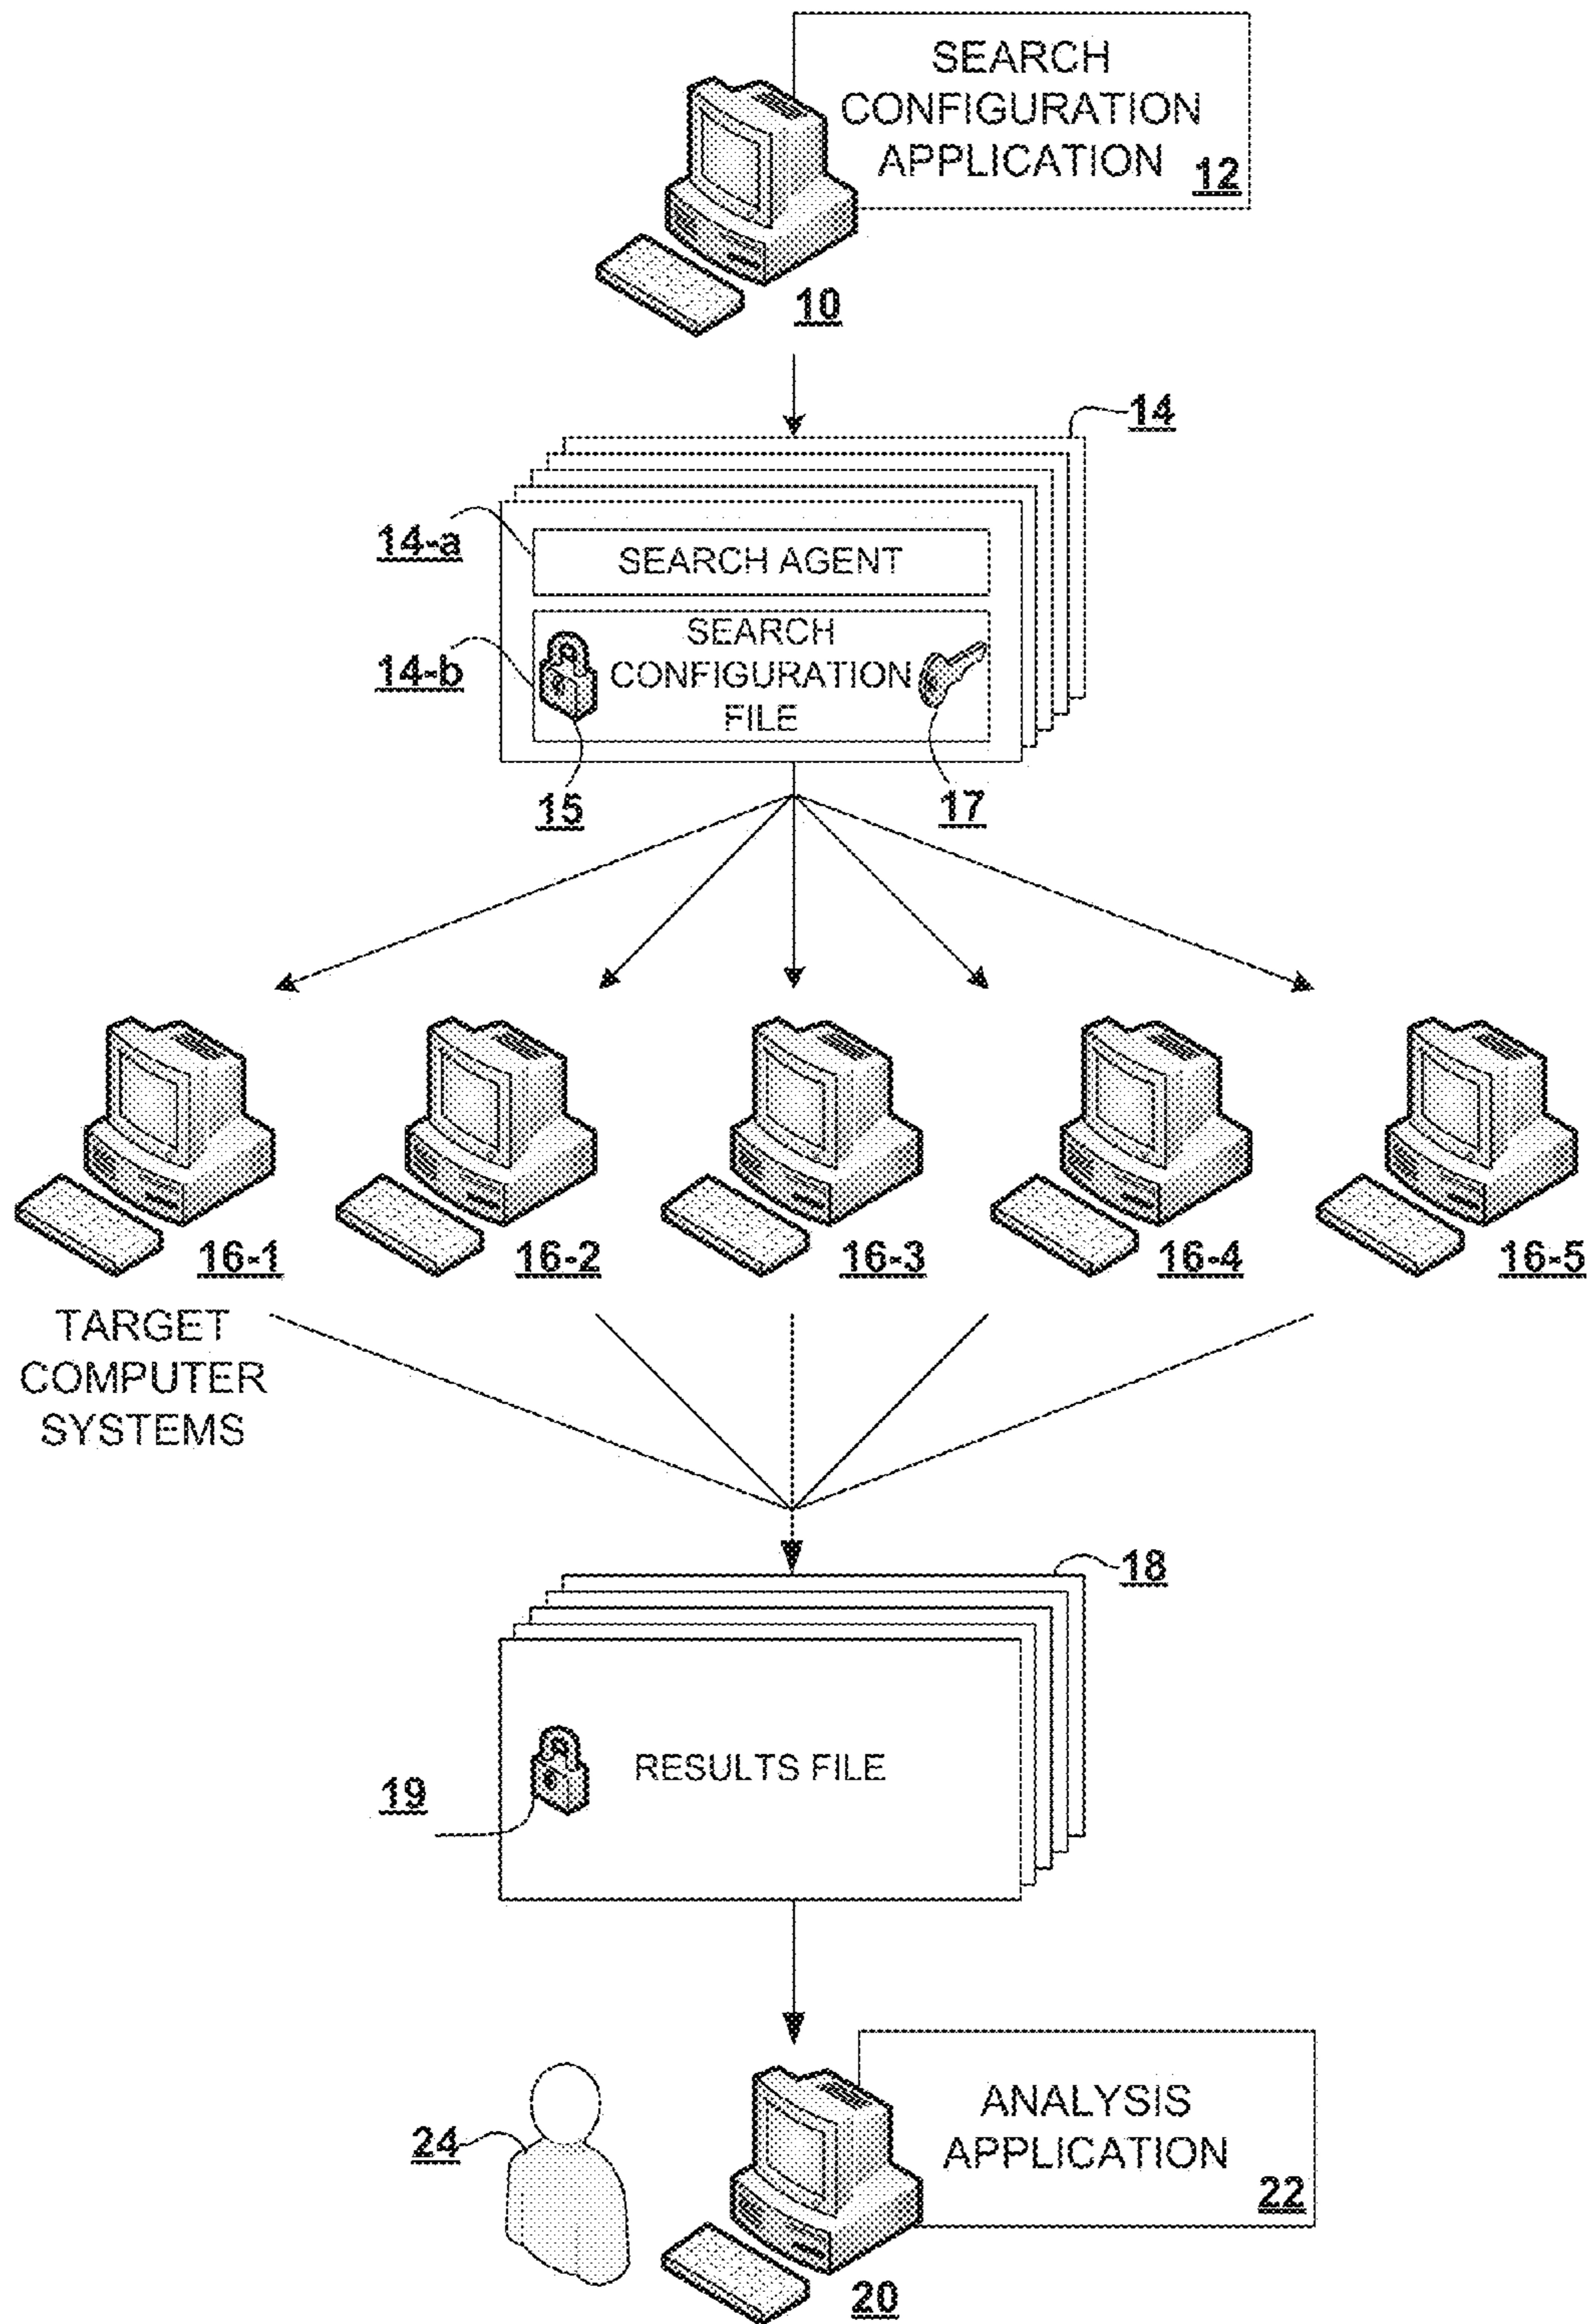 SEARCH
CONFIGURATION
APPLICATION
12
10
14
14-a
SEARCH AGENT
14-b
SEARCH
CONFIGURATION
FILE
15
17
16-1
16-2
16-3
16-4
16-5
TARGET
COMPUTER
SYSTEMS
18
RESULTS FILE
19
ANALYSIS
APPLICATION
24
22
20